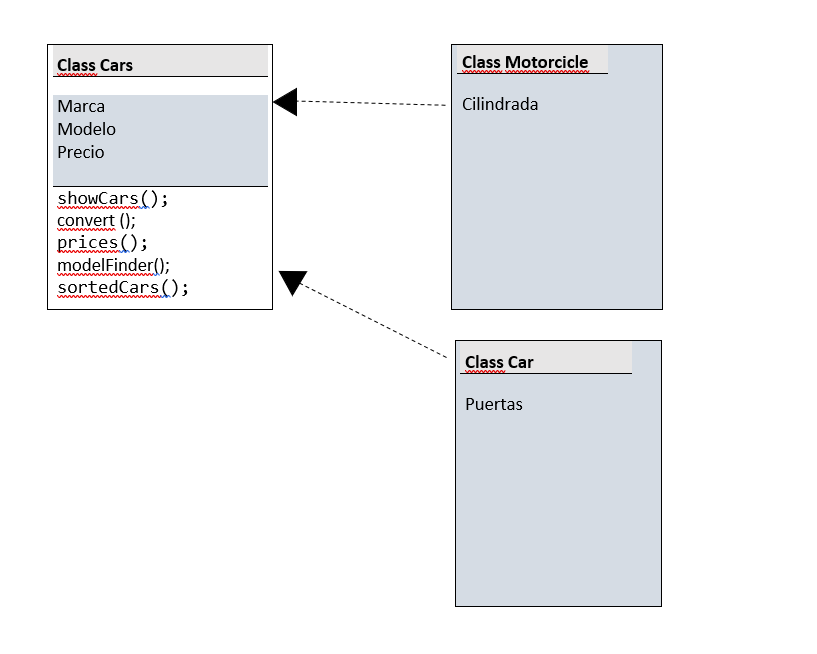 Class Cars
Marca
Modelo
Precio
showCars();
convert ();
prices();
modelFinder();
sortedCars();
Class Motorcicle
Cilindrada
Class Car
Puertas